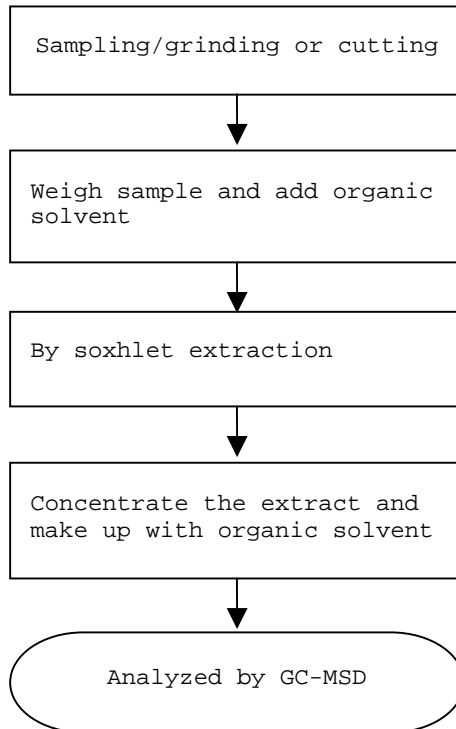 Sampling/grinding or cutting
Weigh sample and add organic
solvent
By soxhlet extraction
Concentrate the extract and
make up with organic solvent
Analyzed by GC-MSD